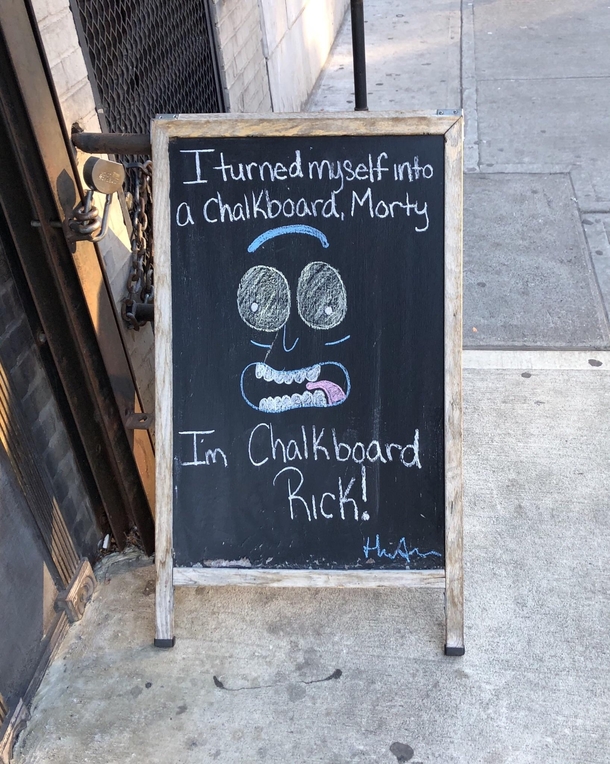 I turned myself into
a Chalkboard, Morty
I'm Chalkboard
Rick!